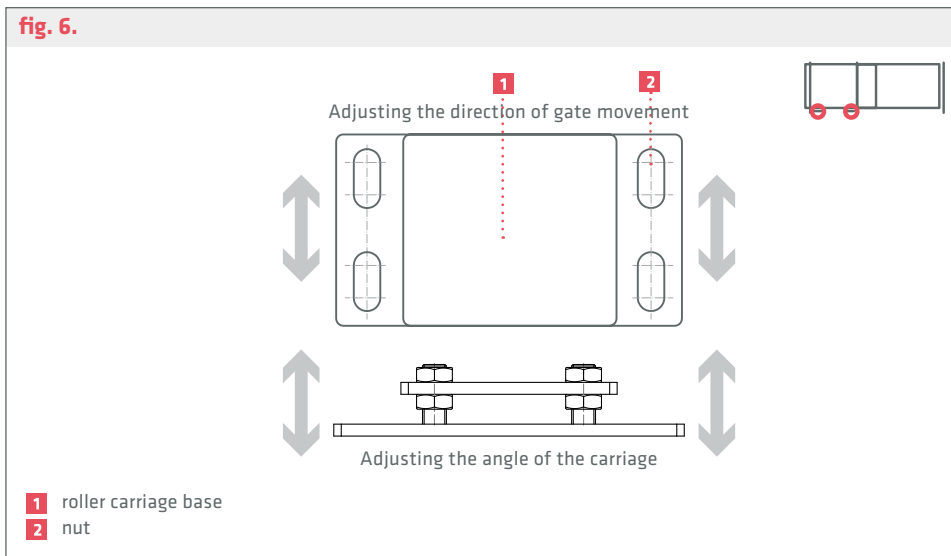 fig. 6.
1
2
Adjusting the direction of gate movement
Adjusting the angle of the carriage
1 roller carriage base
2 nut